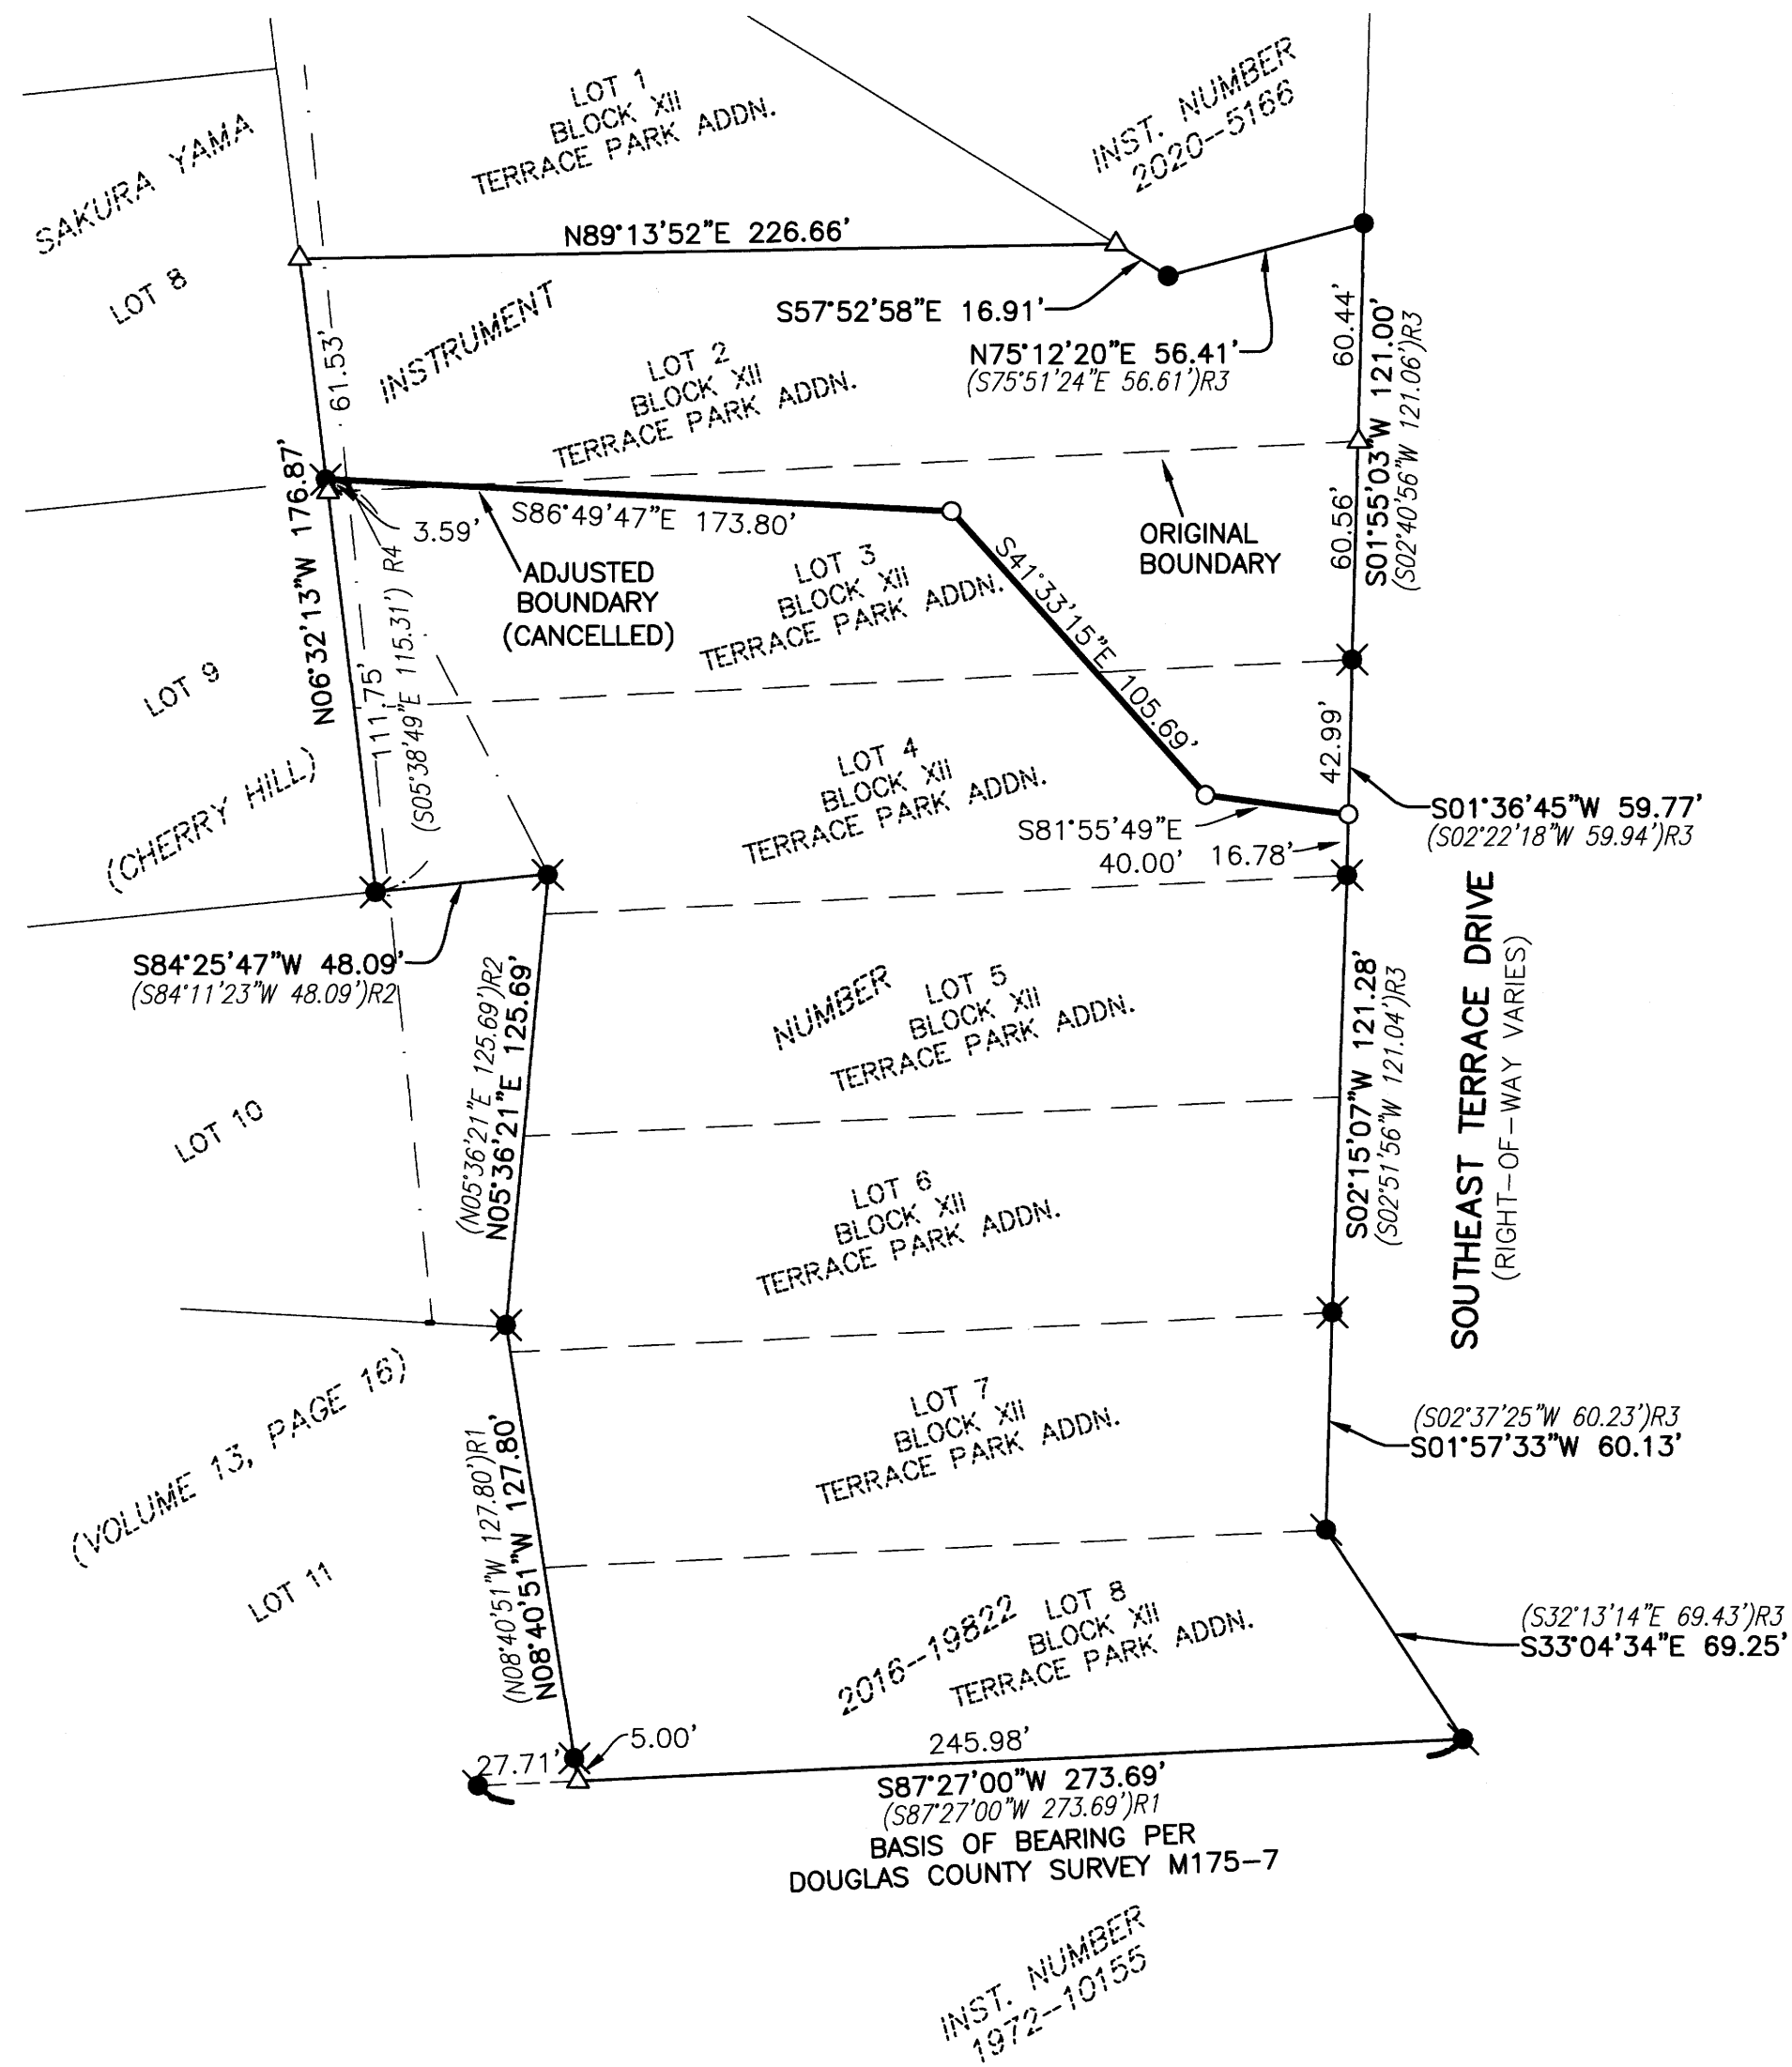 LOT 1
BLOCK XII
TERRACE PARK ADDN.
INST. NUMBER
2020--5166
SAKURA YAMA
LOT 8
N89°13'52"E 226.66'
S57°52'58"E 16.91'
N75°12'20"E 56.41'
(S75°51'24"E 56.61')R3
60.44'
S01°55'03"W 121.00'
(S02°40'56"W 121.06')R3
61.53'
INSTRUMENT
LOT 2
BLOCK XII
TERRACE PARK ADDN.
N06°32'13"W 176.87'
3.59'
S86°49'47"E 173.80'
ORIGINAL
BOUNDARY
60.56'
ADJUSTED
BOUNDARY
(CANCELLED)
LOT 3
BLOCK XII
TERRACE PARK ADDN.
S41°33'15"E 105.69'
LOT 9
111.75'
(S05°38'49"E 115.31') R4
(CHERRY HILL)
LOT 4
BLOCK XII
TERRACE PARK ADDN.
42.99'
S01°36'45"W 59.77'
(S02°22'18"W 59.94')R3
S81°55'49"E
40.00'
16.78'
S84°25'47"W 48.09'
(S84°11'23"W 48.09')R2
NUMBER
LOT 5
BLOCK XII
TERRACE PARK ADDN.
(N05°36'21"E 125.69')R2
N05°36'21"E 125.69'
S02°15'07"W 121.28'
(S02°51'56"W 121.04')R3
SOUTHEAST TERRACE DRIVE
(RIGHT-OF-WAY VARIES)
LOT 10
LOT 6
BLOCK XII
TERRACE PARK ADDN.
(VOLUME 13, PAGE 16)
LOT 7
BLOCK XII
TERRACE PARK ADDN.
(S02°37'25"W 60.23')R3
S01°57'33"W 60.13'
(N08°40'51"W 127.80')R1
N08°40'51"W 127.80'
LOT 11
2016--19822
LOT 8
BLOCK XII
TERRACE PARK ADDN.
(S32°13'14"E 69.43')R3
S33°04'34"E 69.25'
27.71'
5.00'
245.98'
S87°27'00"W 273.69'
(S87°27'00"W 273.69')R1
BASIS OF BEARING PER
DOUGLAS COUNTY SURVEY M175-7
INST. NUMBER
1972--10155